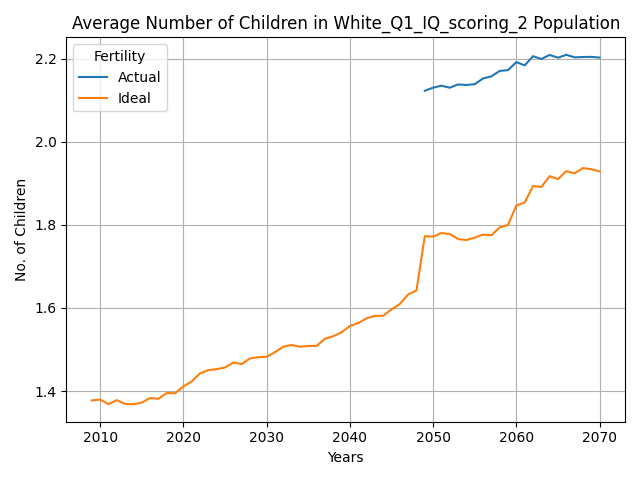 Average Number of Children in White_Q1_IQ_scoring_2 Population
Fertility
Actual
Ideal
No. of Children
2.2
2.0
1.8
1.6
1.4
2010 2020 2030 2040 2050 2060 2070
Years